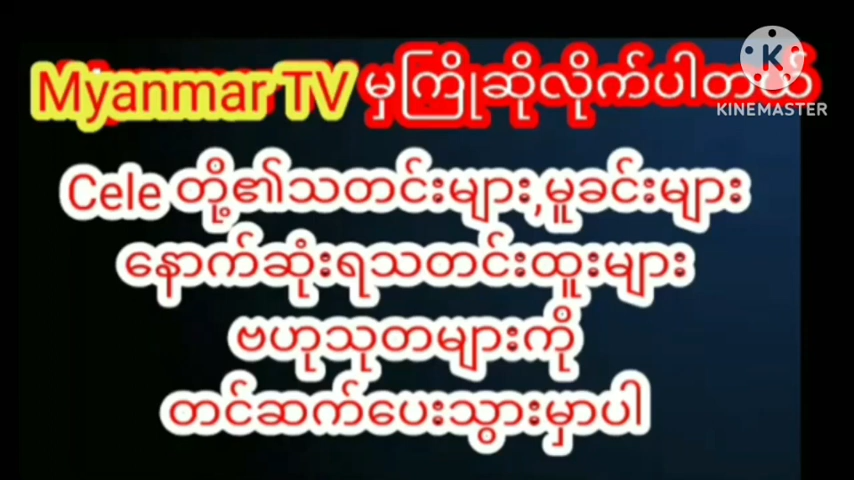 Myanmar TV မှကြိုဆိုလိုက်ပါတယ်
KINEMASTER
Cele တို့၏သတင်းများ,မူခင်းများ
နောက်ဆုံးရသတင်းထူးများ
ဗဟုသုတများကို
တင်ဆက်ပေးသွားမှာပါ